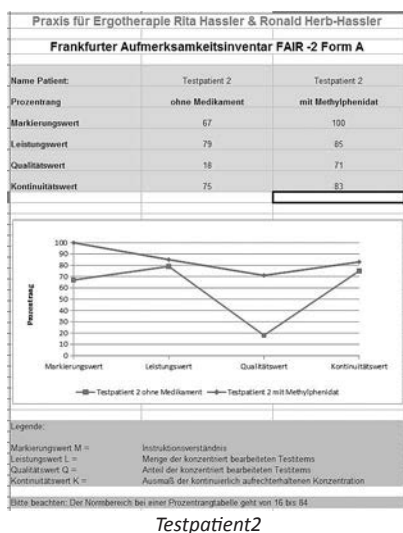 Praxis für Ergotherapie Rita Hassler & Ronald Herb-Hassler
Frankfurter Aufmerksamkeitsinventar FAIR -2 Form A
Name Patient: Testpatient 2 Testpatient 2
Prozentrang ohne Medikament mit Methylphenidat
Markierungswert 67 100
Leistungswert 79 85
Qualitätswert 18 71
Kontinuitätswert 75 83
Prozentrang
100
90
80
70
60
50
40
30
20
10
0
Markierungswert Leistungswert Qualitätswert Kontinuitätswert
Testpatient 2 ohne Medikament Testpatient 2 mit Methylphenidat
Legende:
Markierungswert M = Instruktionsverständnis
Leistungswert L = Menge der konzentriert bearbeiteten Testitems
Qualitätswert Q = Anteil der konzentriert bearbeiteten Testitems
Kontinuitätswert K = Ausmaß der kontinuierlich aufrechterhaltenen Konzentration
Bitte beachten: Der Normbereich bei einer Prozentrangtabelle geht von 16 bis 84
Testpatient2